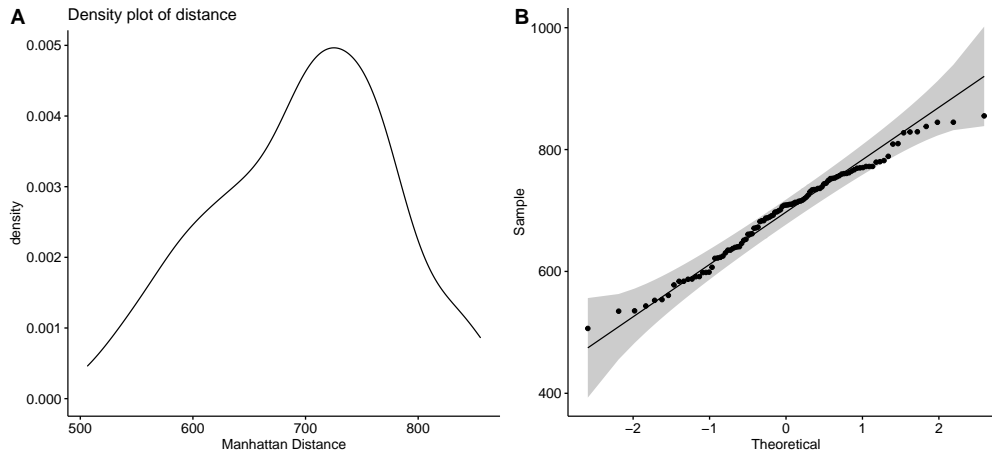 A
Density plot of distance
0.005
0.004
0.003
0.002
0.001
0.000
density
500 600 700 800
Manhattan Distance
B
1000
800
600
400
Sample
−2 −1 0 1 2
Theoretical